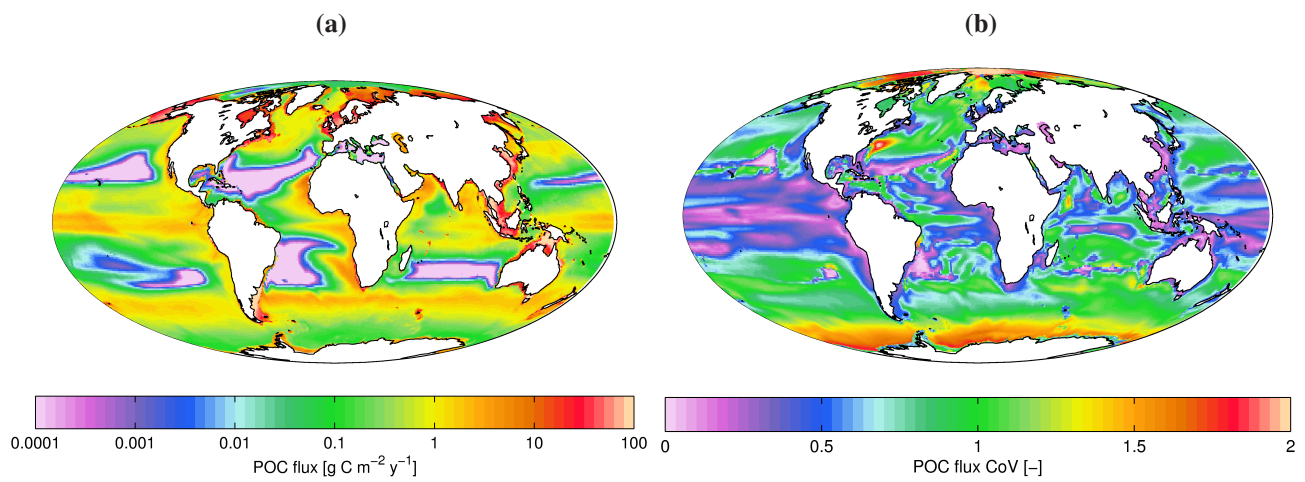 (a)
(b)
0.0001 0.001 0.01 0.1 1 10 100
POC flux [g C m⁻² y⁻¹]
0 0.5 1 1.5 2
POC flux CoV [–]